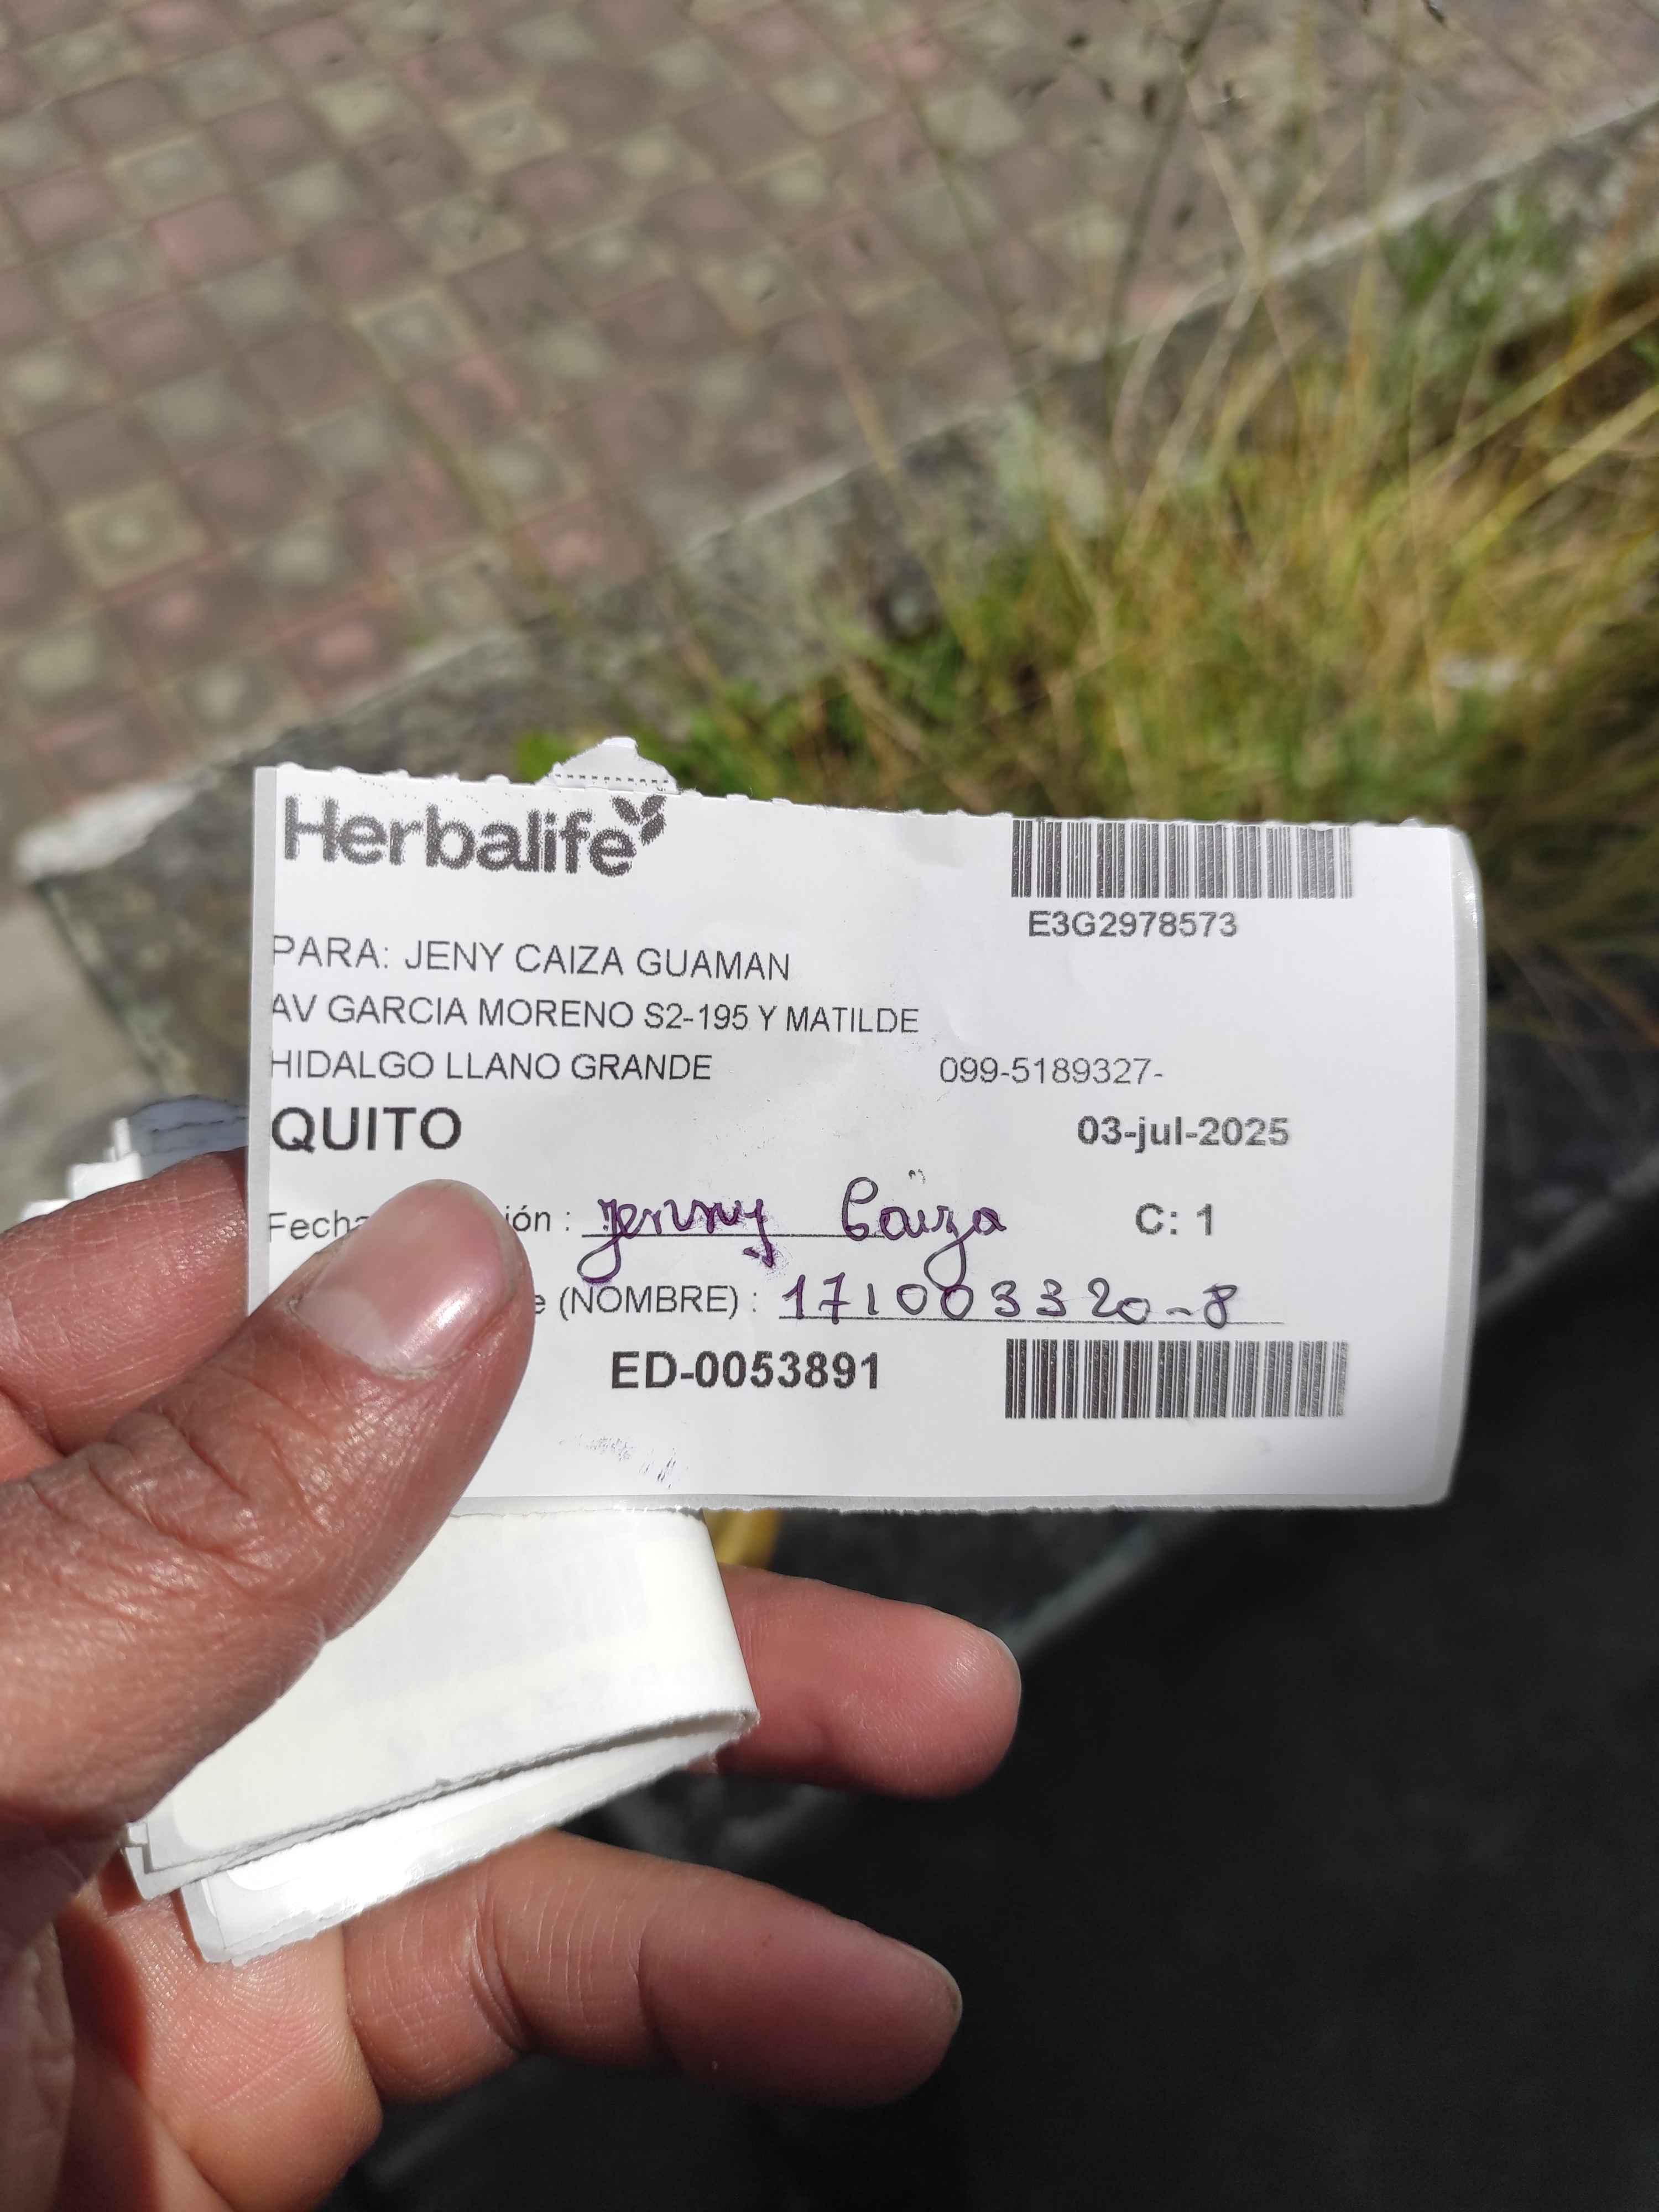 Herbalife
E3G2978573
PARA: JENY CAIZA GUAMAN
AV GARCIA MORENO S2-195 Y MATILDE
HIDALGO LLANO GRANDE 099-5189327-
QUITO 03-jul-2025
Fecha ión : Jenny Caiza C: 1
e (NOMBRE) : 171003320-8
ED-0053891